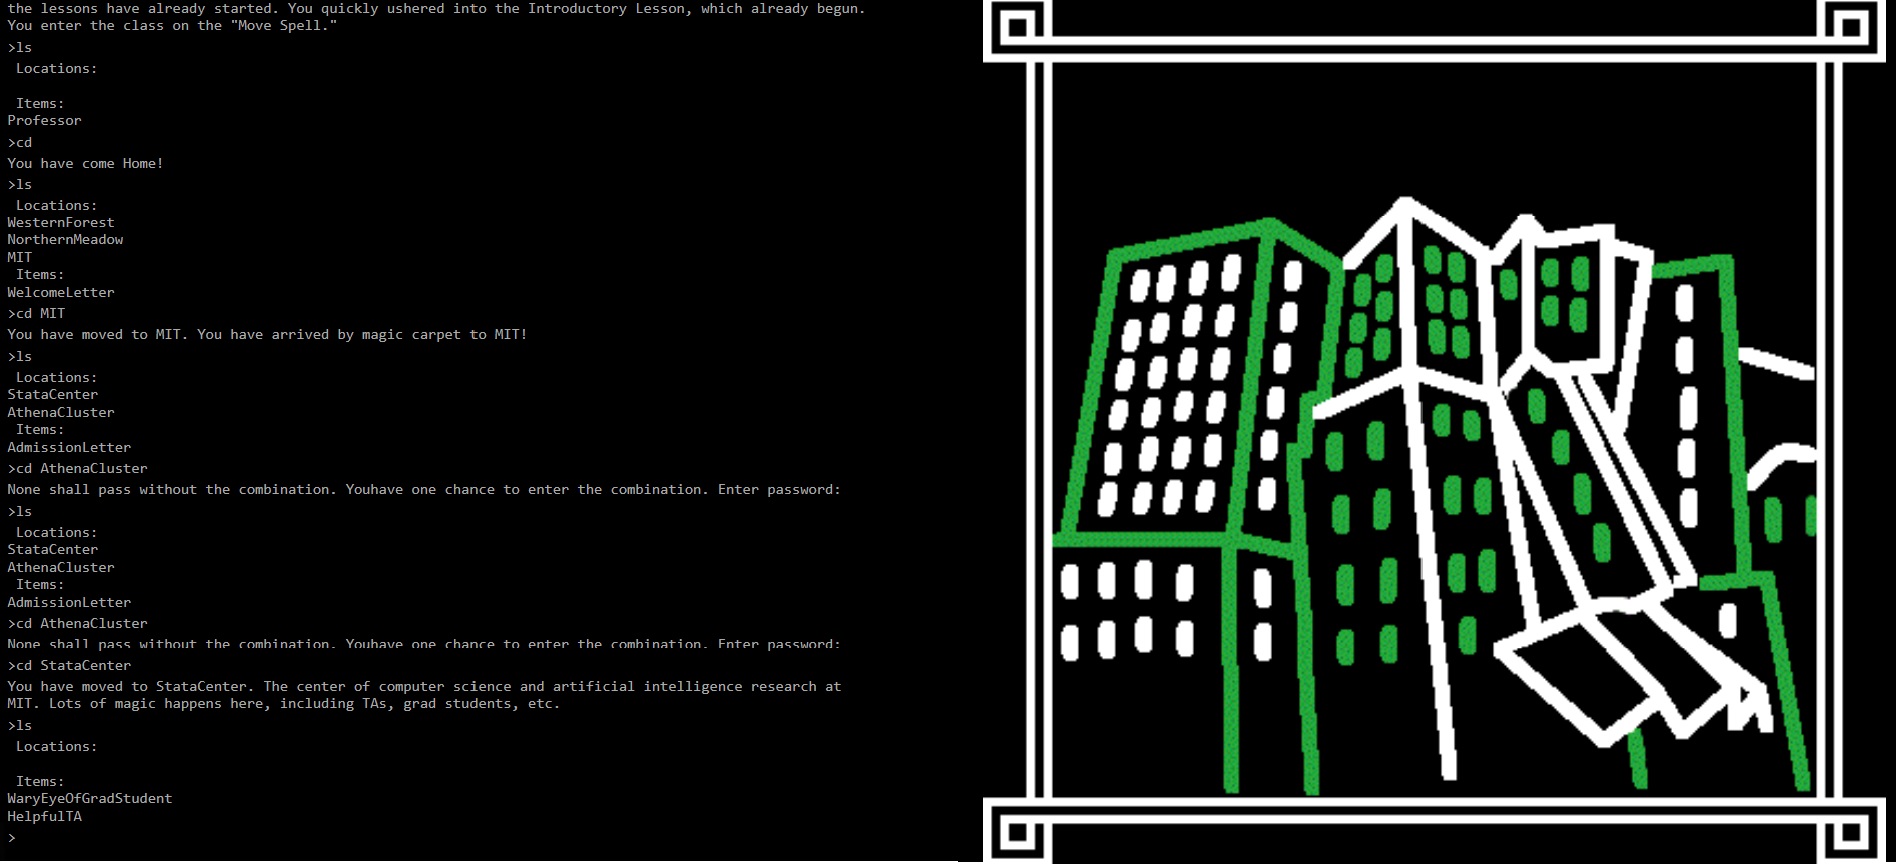 the lessons have already started. You quickly ushered into the Introductory Lesson, which already begun.
You enter the class on the "Move Spell."
>ls
Locations:
Items:
Professor
>cd
You have come Home!
>ls
Locations:
WesternForest
NorthernMeadow
MIT
Items:
WelcomeLetter
>cd MIT
You have moved to MIT. You have arrived by magic carpet to MIT!
>ls
Locations:
StataCenter
AthenaCluster
Items:
AdmissionLetter
>cd AthenaCluster
None shall pass without the combination. Youhave one chance to enter the combination. Enter password:
>ls
Locations:
StataCenter
AthenaCluster
Items:
AdmissionLetter
>cd AthenaCluster
None shall pass without the combination. Youhave one chance to enter the combination. Enter password:
>cd StataCenter
You have moved to StataCenter. The center of computer science and artificial intelligence research at
MIT. Lots of magic happens here, including TAs, grad students, etc.
>ls
Locations:
Items:
WaryEyeOfGradStudent
HelpfulTA
>